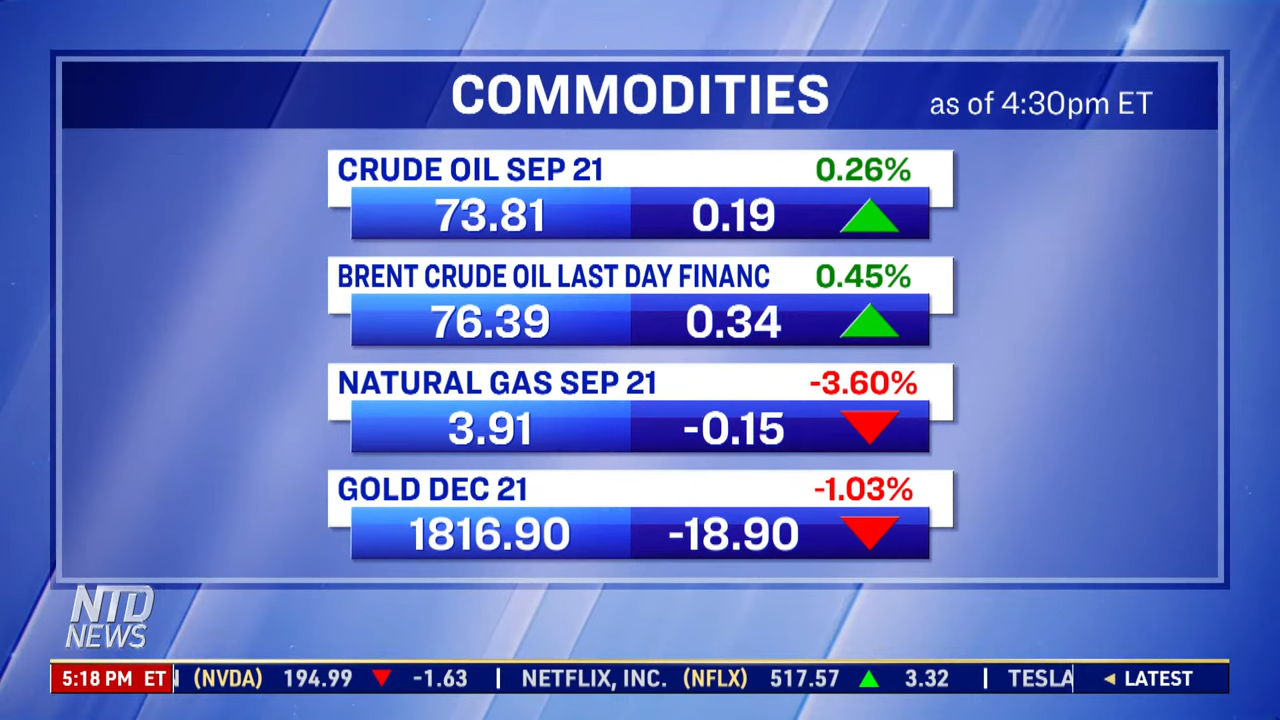 COMMODITIES as of 4:30pm ET
CRUDE OIL SEP 21 0.26%
73.81 0.19
BRENT CRUDE OIL LAST DAY FINANC 0.45%
76.39 0.34
NATURAL GAS SEP 21 -3.60%
3.91 -0.15
GOLD DEC 21 -1.03%
1816.90 -18.90
NTD
NEWS
5:18 PM ET (NVDA) 194.99 -1.63 | NETFLIX, INC. (NFLX) 517.57 3.32 | TESLA LATEST